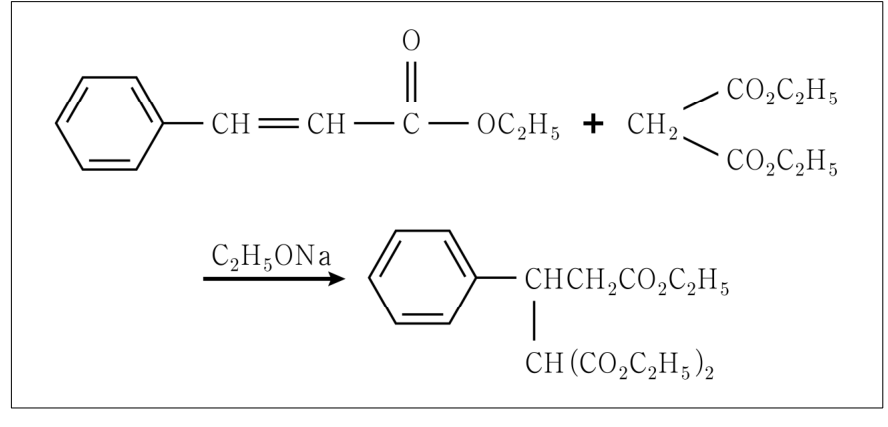 O
CH=CH—C—OC₂H₅ + CH₂
CO₂C₂H₅
CO₂C₂H₅
C₂H₅ONa
CHCH₂CO₂C₂H₅
CH(CO₂C₂H₅)₂